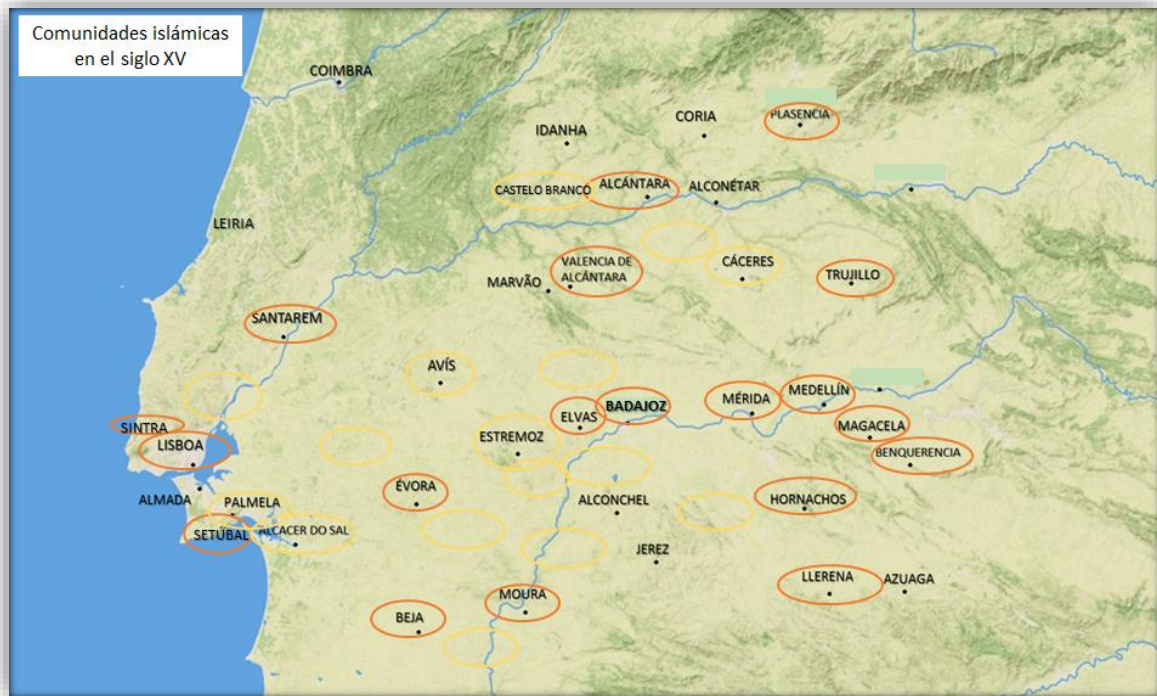 Comunidades islámicas
en el siglo XV
COIMBRA
PLASENCIA
CORIA
IDANHA
CASTELO BRANCO
ALCÁNTARA
ALCONÉTAR
LEIRIA
VALENCIA DE
ALCÁNTARA
CÁCERES
TRUJILLO
MARVÃO
SANTAREM
AVÍS
MÉRIDA
MEDELLÍN
BADAJOZ
ELVAS
SINTRA
MAGACELA
ESTREMOZ
LISBOA
BENQUERENCIA
ÉVORA
ALMADA
PALMELA
ALCONCHEL
HORNACHOS
SETÚBAL
ALCACER DO SAL
JEREZ
LLERENA
AZUAGA
MOURA
BEJA